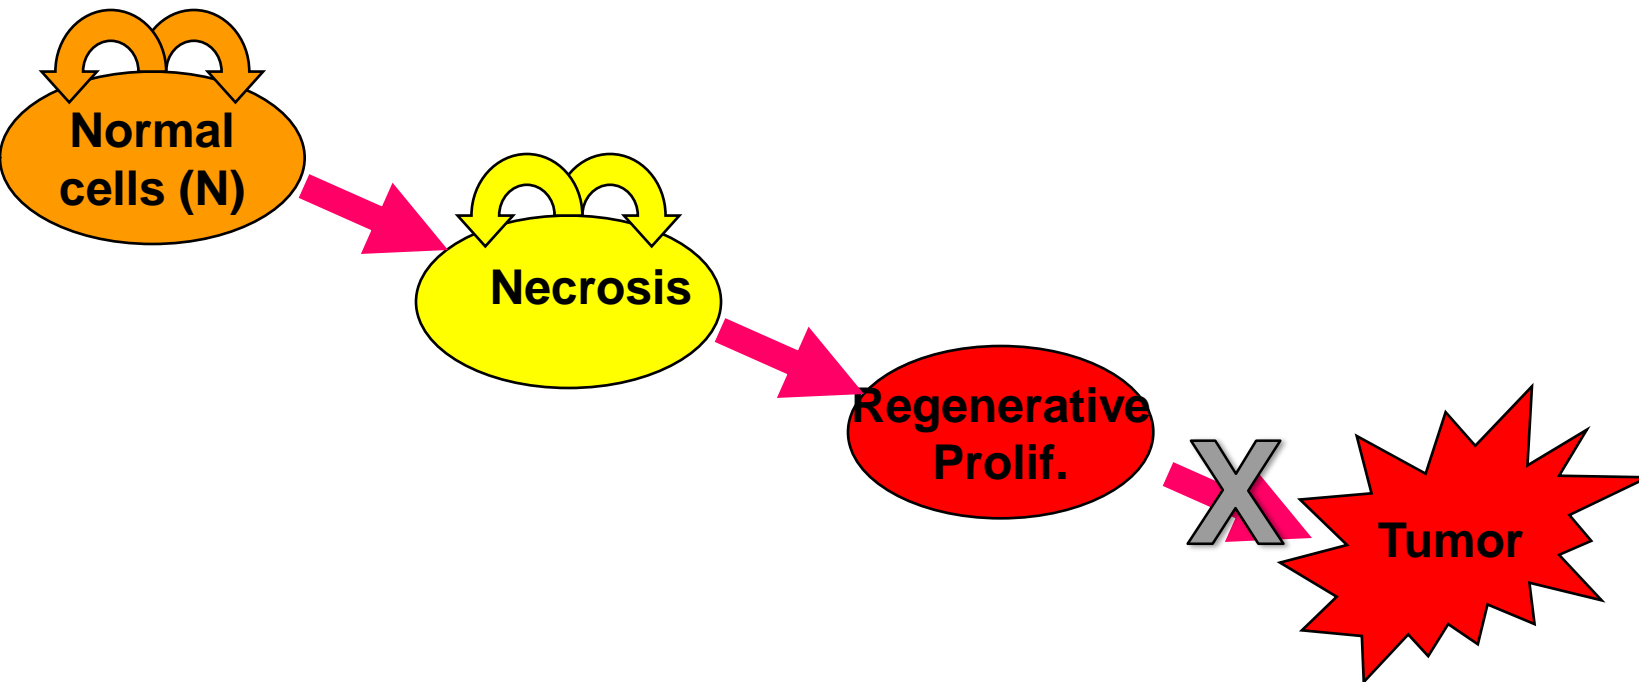 Normal
cells (N)
Necrosis
Regenerative
Prolif.
X
Tumor